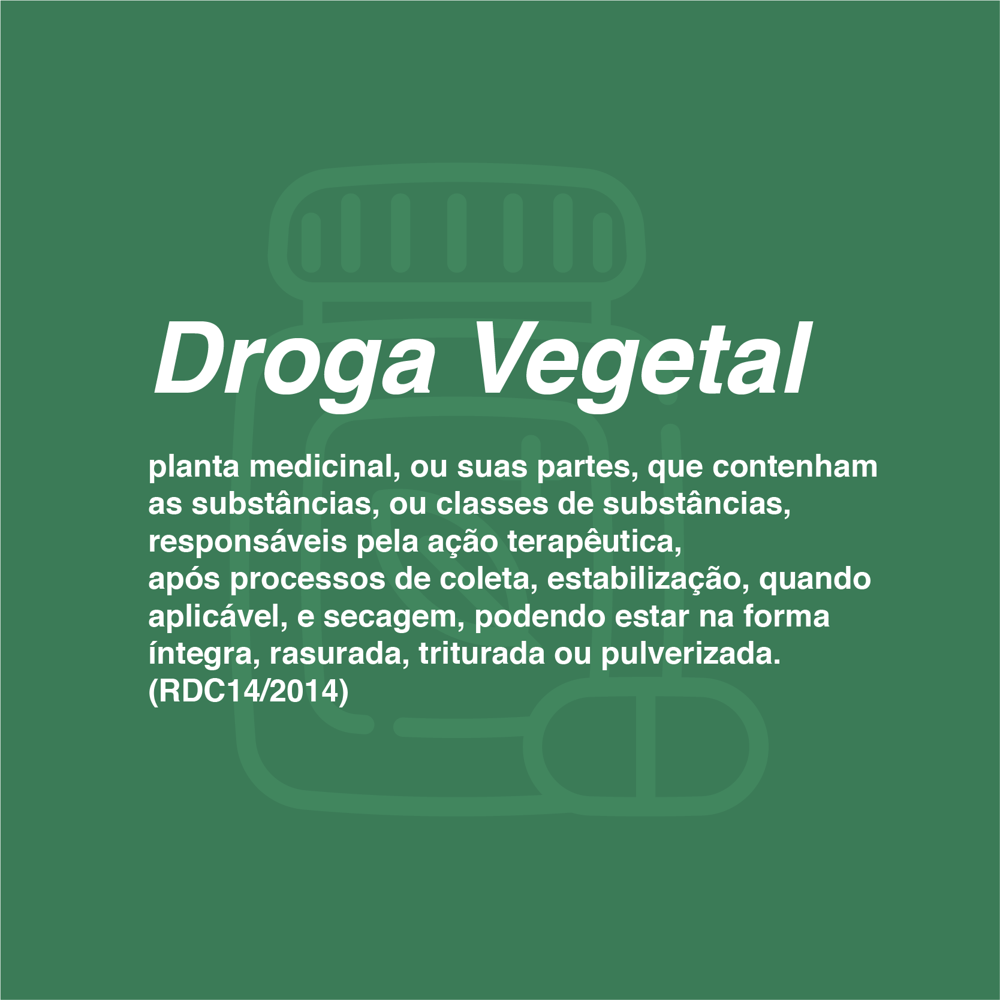 Droga Vegetal
planta medicinal, ou suas partes, que contenham
as substâncias, ou classes de substâncias,
responsáveis pela ação terapêutica,
após processos de coleta, estabilização, quando
aplicável, e secagem, podendo estar na forma
íntegra, rasurada, triturada ou pulverizada.
(RDC14/2014)